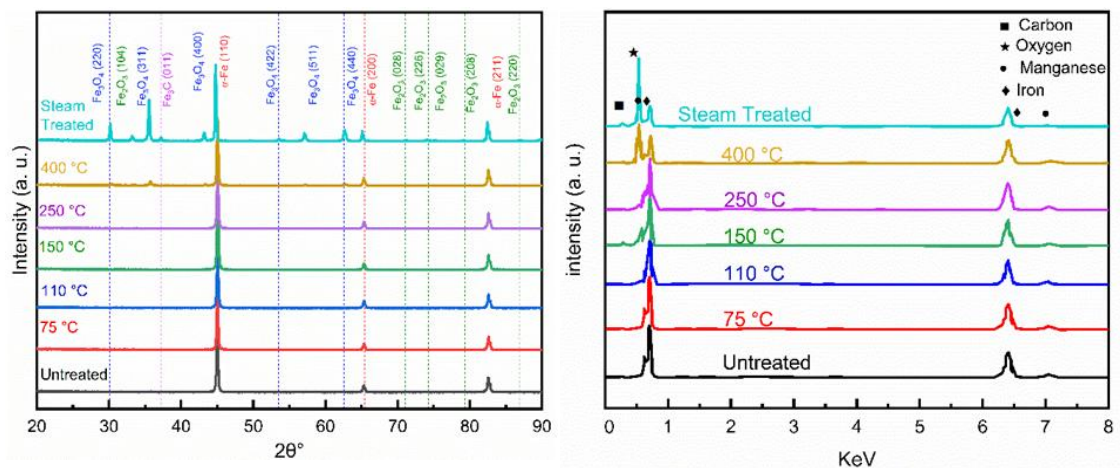 Fe₃O₄ (220)
Fe₂O₃ (104)
Fe₃O₄ (311)
Fe₃C (011)
Fe₃O₄ (400)
α-Fe (110)
Fe₃O₄ (422)
Fe₃O₄ (511)
Fe₃O₄ (440)
α-Fe (200)
Fe₂O₃ (028)
Fe₂O₃ (226)
Fe₂O₃ (029)
Fe₂O₃ (208)
α-Fe (211)
Fe₂O₃ (220)
Steam
Treated
400 °C
250 °C
150 °C
110 °C
75 °C
Untreated
Intensity (a. u.)
20 30 40 50 60 70 80 90
2θ°
Carbon
Oxygen
Manganese
Iron
Steam Treated
400 °C
250 °C
150 °C
110 °C
75 °C
Untreated
intensity (a. u.)
0 1 2 3 4 5 6 7 8
KeV